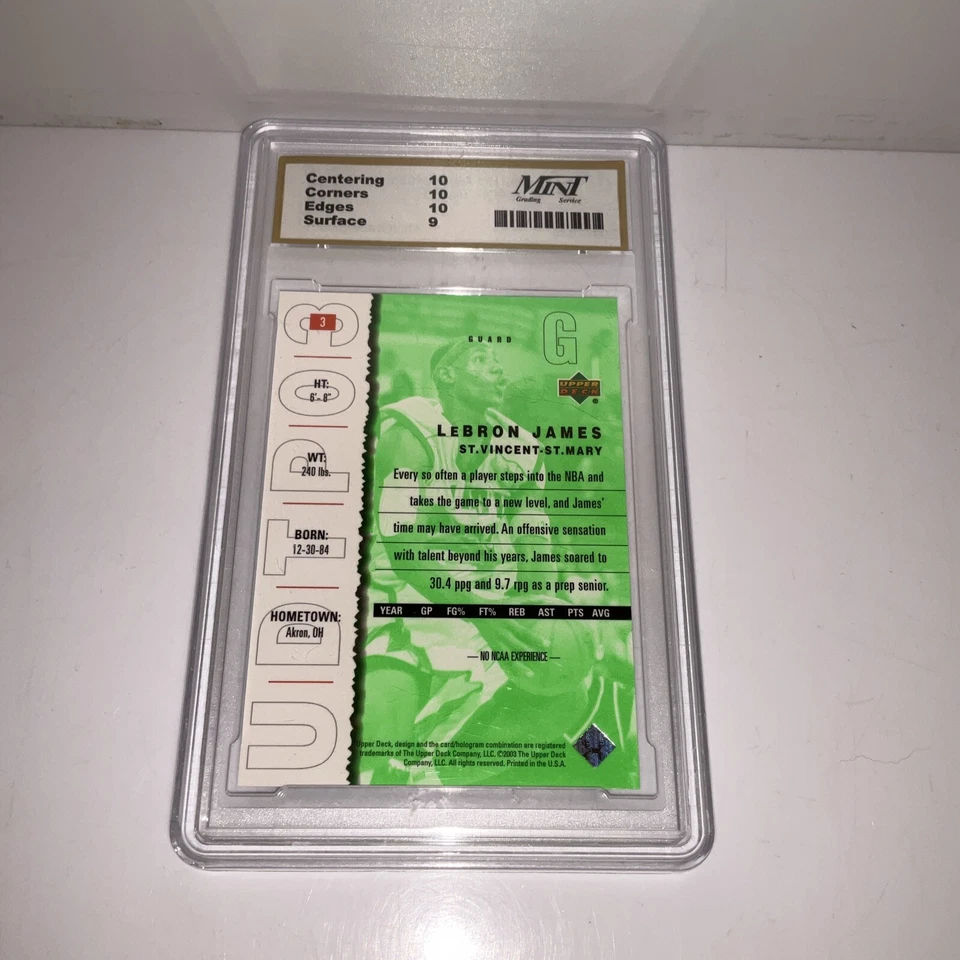 Centering 10
Corners 10
Edges 10
Surface 9
MINT
Grading Service
3
HT:
6'- 8"
WT:
240 lbs.
BORN:
12-30-84
HOMETOWN:
Akron, OH
UDTPO3
GUARD
G
UPPER
DECK
LEBRON JAMES
ST.VINCENT-ST.MARY
Every so often a player steps into the NBA and
takes the game to a new level, and James'
time may have arrived. An offensive sensation
with talent beyond his years, James soared to
30.4 ppg and 9.7 rpg as a prep senior.
YEAR GP FG% FT% REB AST PTS AVG
— NO NCAA EXPERIENCE —
Upper Deck, design and the card/hologram combination are registered
trademarks of The Upper Deck Company, LLC. ©2003 The Upper Deck
Company, LLC. All rights reserved. Printed in the U.S.A.